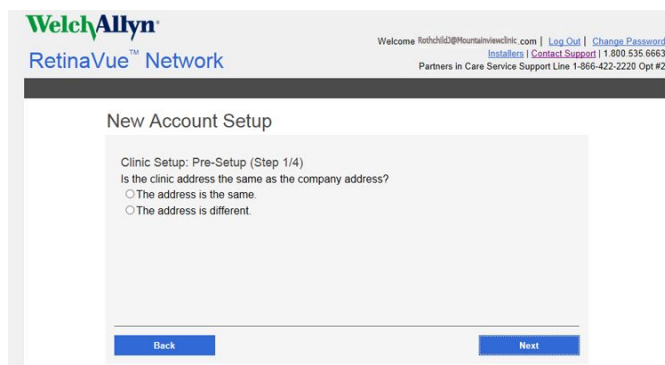 WelchAllyn®
RetinaVue™ Network
Welcome RothchildJ@Mountainviewclinic.com | Log Out | Change Password
Installers | Contact Support | 1.800.535.6663
Partners in Care Service Support Line 1-866-422-2220 Opt #2
New Account Setup
Clinic Setup: Pre-Setup (Step 1/4)
Is the clinic address the same as the company address?
The address is the same.
The address is different.
Back
Next